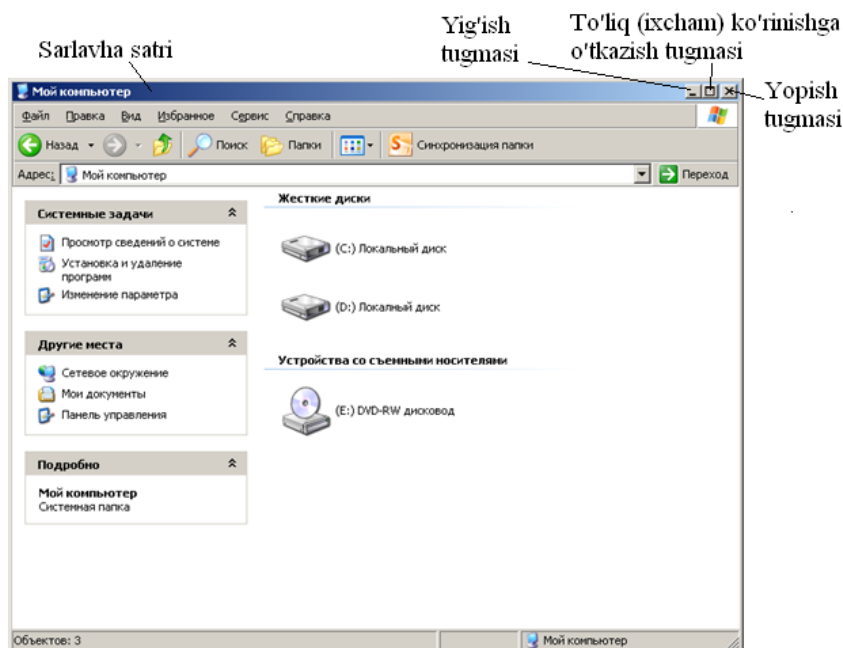 Sarlavha satri
Yig'ish
tugmasi
To'liq (ixcham) ko'rinishga
o'tkazish tugmasi
Yopish
tugmasi
Мой компьютер
Файл Правка Вид Избранное Сервис Справка
Назад Поиск Папки S Синхронизация папки
Адрес: Мой компьютер Переход
Системные задачи
Просмотр сведений о системе
Установка и удаление
программ
Изменение параметра
Другие места
Сетевое окружение
Мои документы
Панель управления
Подробно
Мой компьютер
Системная папка
Жесткие диски
(C:) Локальный диск
(D:) Локалный диск
Устройства со съемными носителями
(E:) DVD-RW дисковод
Объектов: 3 Мой компьютер